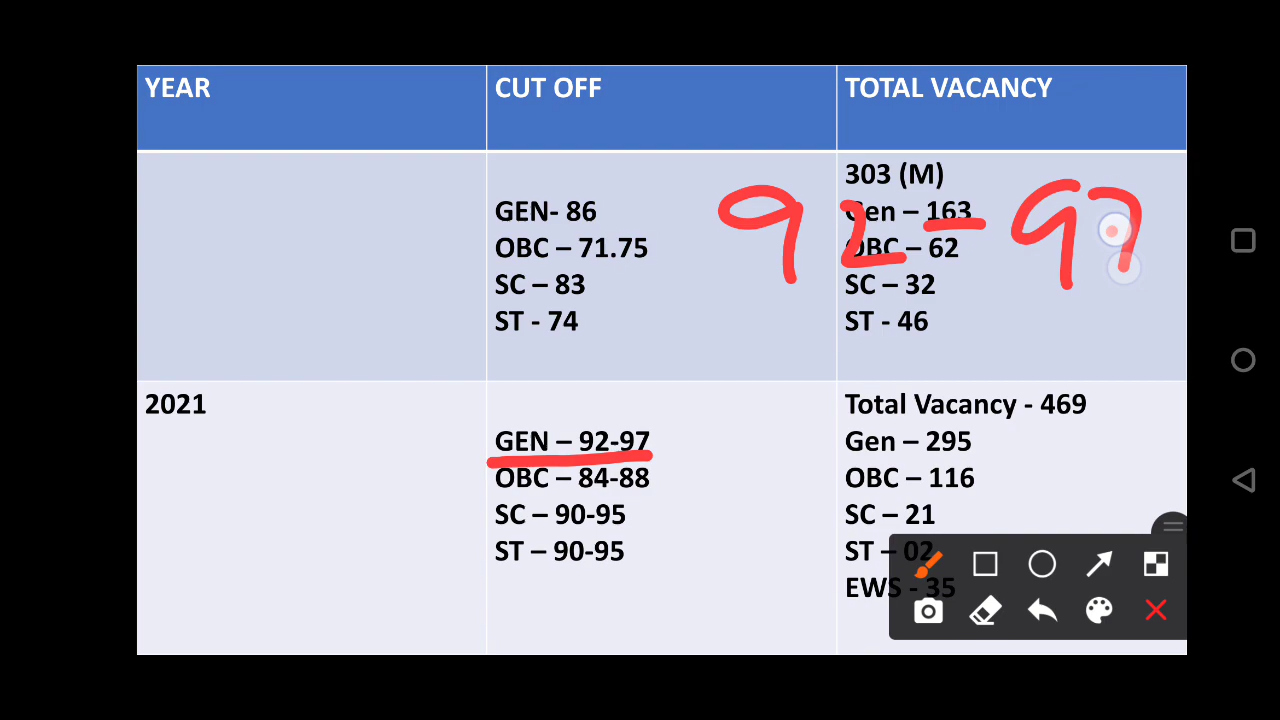 YEAR CUT OFF TOTAL VACANCY
303 (M)
GEN- 86 Gen – 163
OBC – 71.75 OBC – 62
SC – 83 SC – 32
ST - 74 ST - 46
92 – 97
2021 Total Vacancy - 469
GEN – 92-97 Gen – 295
OBC – 84-88 OBC – 116
SC – 90-95 SC – 21
ST – 90-95 ST – 02
EWS - 35